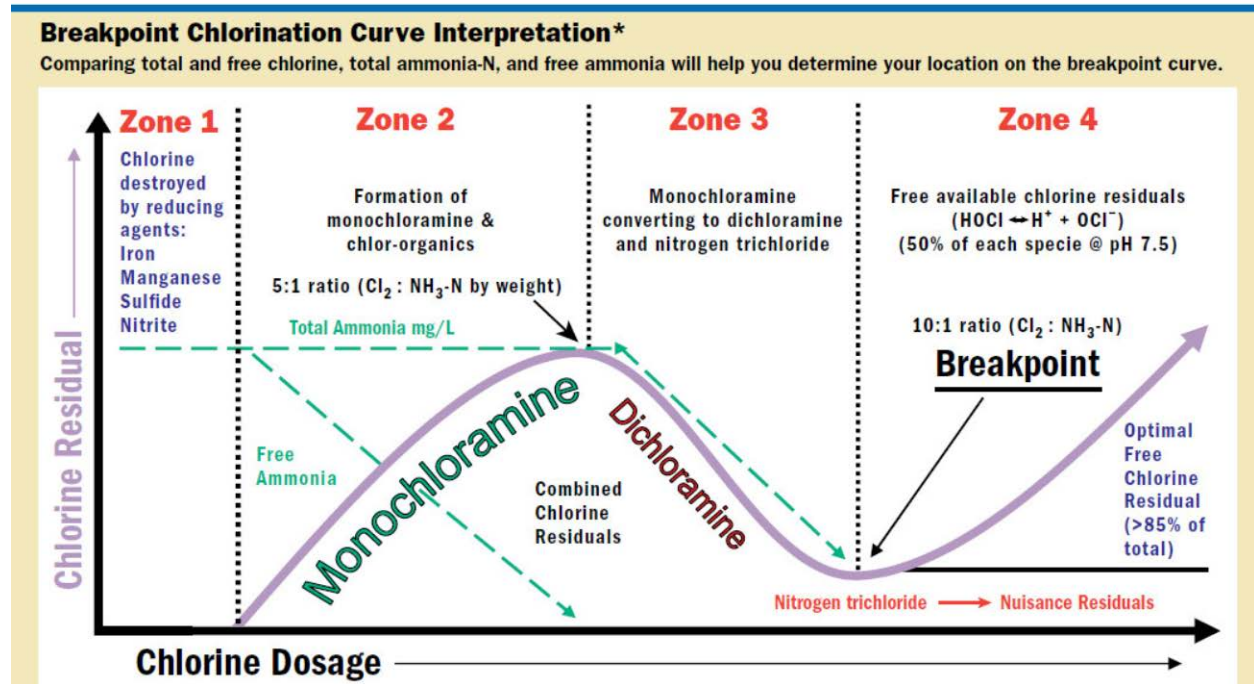 Breakpoint Chlorination Curve Interpretation*
Comparing total and free chlorine, total ammonia-N, and free ammonia will help you determine your location on the breakpoint curve.
Zone 1
Chlorine
destroyed
by reducing
agents:
Iron
Manganese
Sulfide
Nitrite
Zone 2
Formation of
monochloramine &
chlor-organics
5:1 ratio (Cl₂ : NH₃-N by weight)
Total Ammonia mg/L
Free
Ammonia
Monochloramine
Combined
Chlorine
Residuals
Zone 3
Monochloramine
converting to dichloramine
and nitrogen trichloride
Dichloramine
Zone 4
Free available chlorine residuals
(HOCl ↔ H⁺ + OCl⁻)
(50% of each specie @ pH 7.5)
10:1 ratio (Cl₂ : NH₃-N)
Breakpoint
Optimal
Free
Chlorine
Residual
(>85% of
total)
Nitrogen trichloride → Nuisance Residuals
Chlorine Residual
Chlorine Dosage